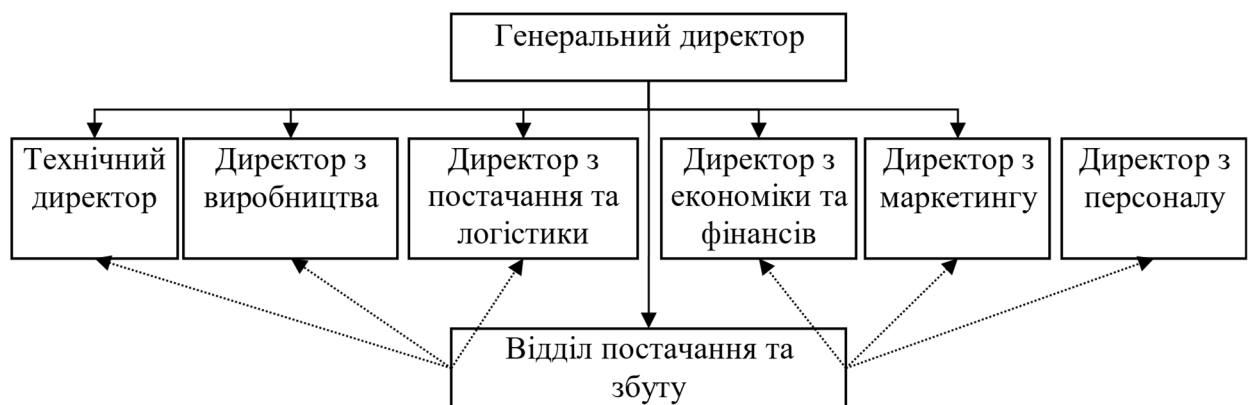 Генеральний директор
Технічний
директор
Директор з
виробництва
Директор з
постачання та
логістики
Директор з
економіки та
фінансів
Директор з
маркетингу
Директор з
персоналу
Відділ постачання та
збуту